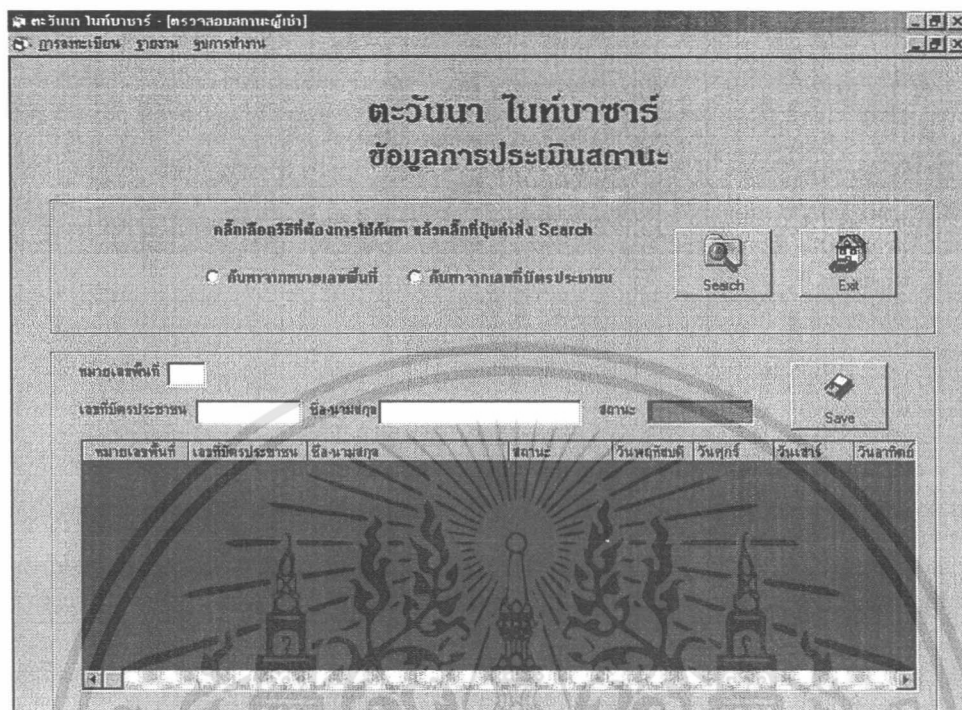 ตะวันนา ไนท์บาซาร์ - [ตรวจสอบสถานะผู้เช่า]
การลงทะเบียน รายงาน จบการทำงาน
ตะวันนา ไนท์บาซาร์
ข้อมูลการประเมินสถานะ
คลิ๊กเลือกวิธีที่ต้องการใช้ค้นหา แล้วคลิ๊กที่ปุ่มคำสั่ง Search
ค้นหาจากหมายเลขพื้นที่ ค้นหาจากเลขที่บัตรประชาชน
Search Exit
หมายเลขพื้นที่
เลขที่บัตรประชาชน ชื่อ-นามสกุล สถานะ Save
หมายเลขพื้นที่ เลขที่บัตรประชาชน ชื่อ-นามสกุล สถานะ วันพฤหัสบดี วันศุกร์ วันเสาร์ วันอาทิตย์